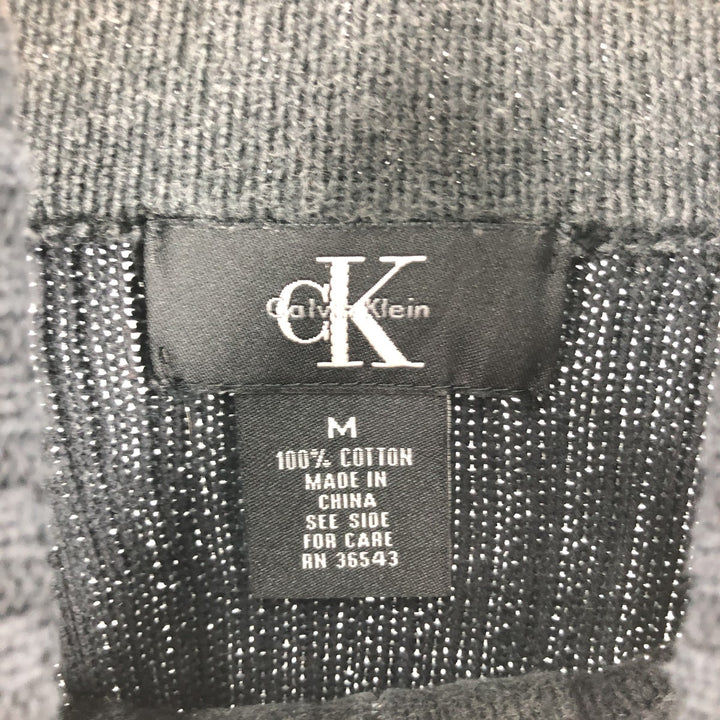 cK
Calvin Klein
M
100% COTTON
MADE IN
CHINA
SEE SIDE
FOR CARE
RN 36543